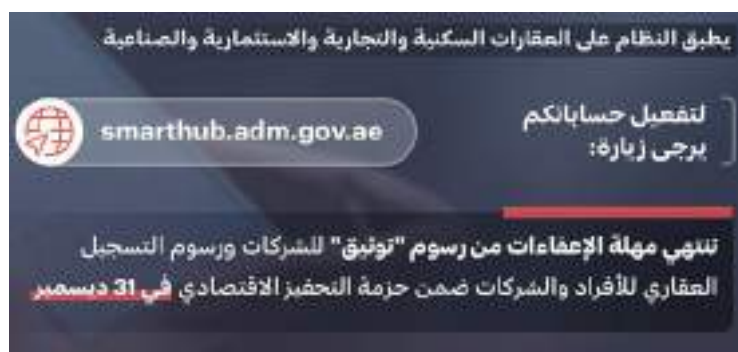 يطبق النظام على العقارات السكنية والتجارية والاستثمارية والصناعية
لتفعيل حساباتكم
يرجى زيارة:
smarthub.adm.gov.ae
تنتهي مهلة الإعفاءات من رسوم "توثيق" للشركات ورسوم التسجيل
العقاري للأفراد والشركات ضمن حزمة التحفيز الاقتصادي في 31 ديسمبر